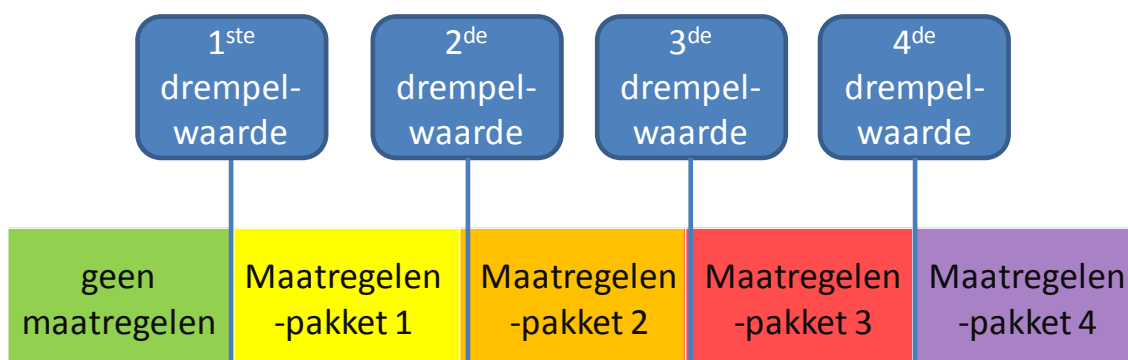 1ste
drempel-
waarde
2de
drempel-
waarde
3de
drempel-
waarde
4de
drempel-
waarde
geen
maatregelen
Maatregelen
-pakket 1
Maatregelen
-pakket 2
Maatregelen
-pakket 3
Maatregelen
-pakket 4